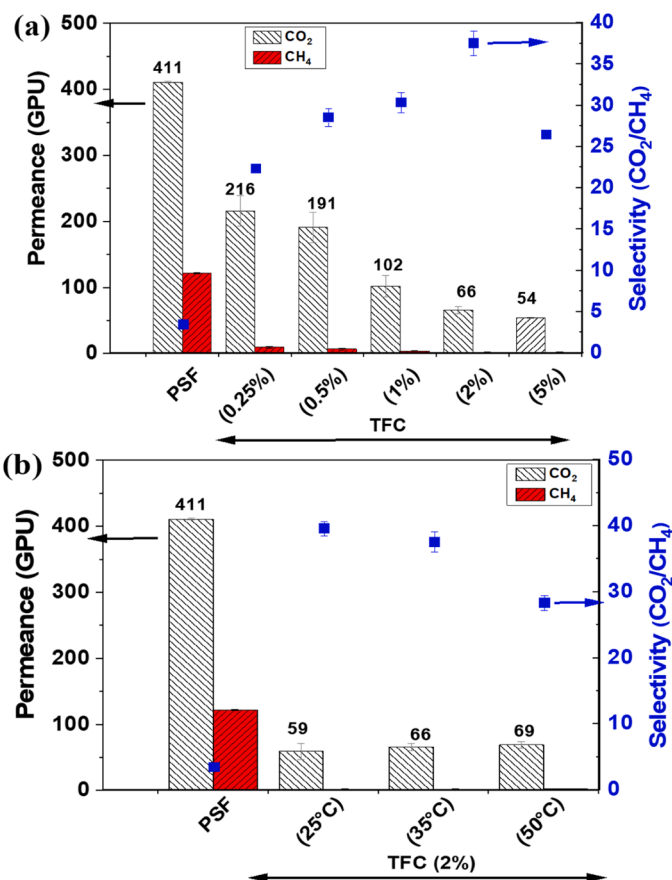 (a)
CO₂
CH₄
Permeance (GPU)
500
400
300
200
100
0
411
216
191
102
66
54
40
35
30
25
20
15
10
5
0
Selectivity (CO₂/CH₄)
PSF
(0.25%)
(0.5%)
(1%)
(2%)
(5%)
TFC
(b)
CO₂
CH₄
Permeance (GPU)
500
400
300
200
100
0
411
59
66
69
50
40
30
20
10
0
Selectivity (CO₂/CH₄)
PSF
(25°C)
(35°C)
(50°C)
TFC (2%)